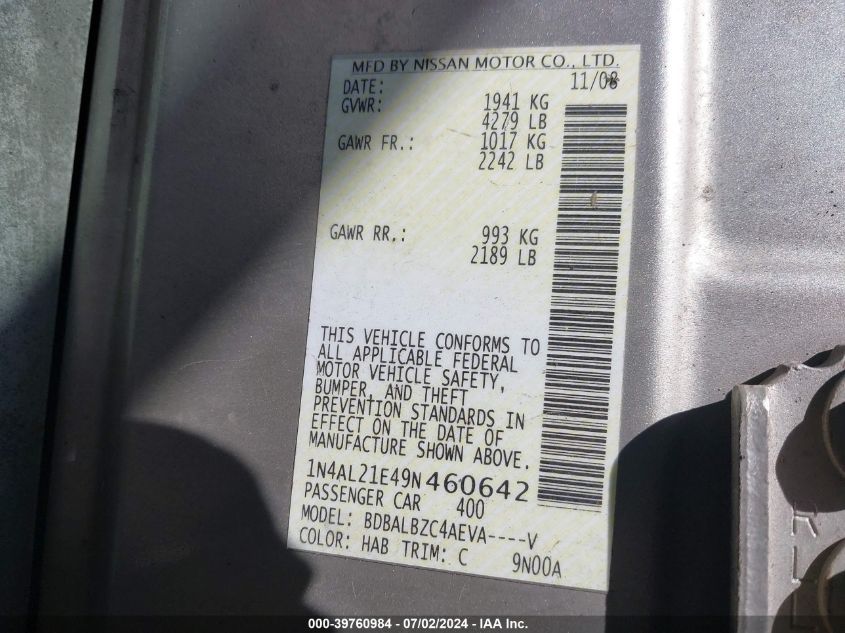 MFD BY NISSAN MOTOR CO., LTD.
DATE: 11/08
GVWR: 1941 KG
4279 LB
GAWR FR.: 1017 KG
2242 LB
GAWR RR.: 993 KG
2189 LB
THIS VEHICLE CONFORMS TO
ALL APPLICABLE FEDERAL
MOTOR VEHICLE SAFETY,
BUMPER, AND THEFT
PREVENTION STANDARDS IN
EFFECT ON THE DATE OF
MANUFACTURE SHOWN ABOVE.
1N4AL21E49N460642
PASSENGER CAR 400
MODEL: BDBALBZC4AEVA----V
COLOR: HAB TRIM: C 9N00A
000-39760984 - 07/02/2024 - IAA Inc.